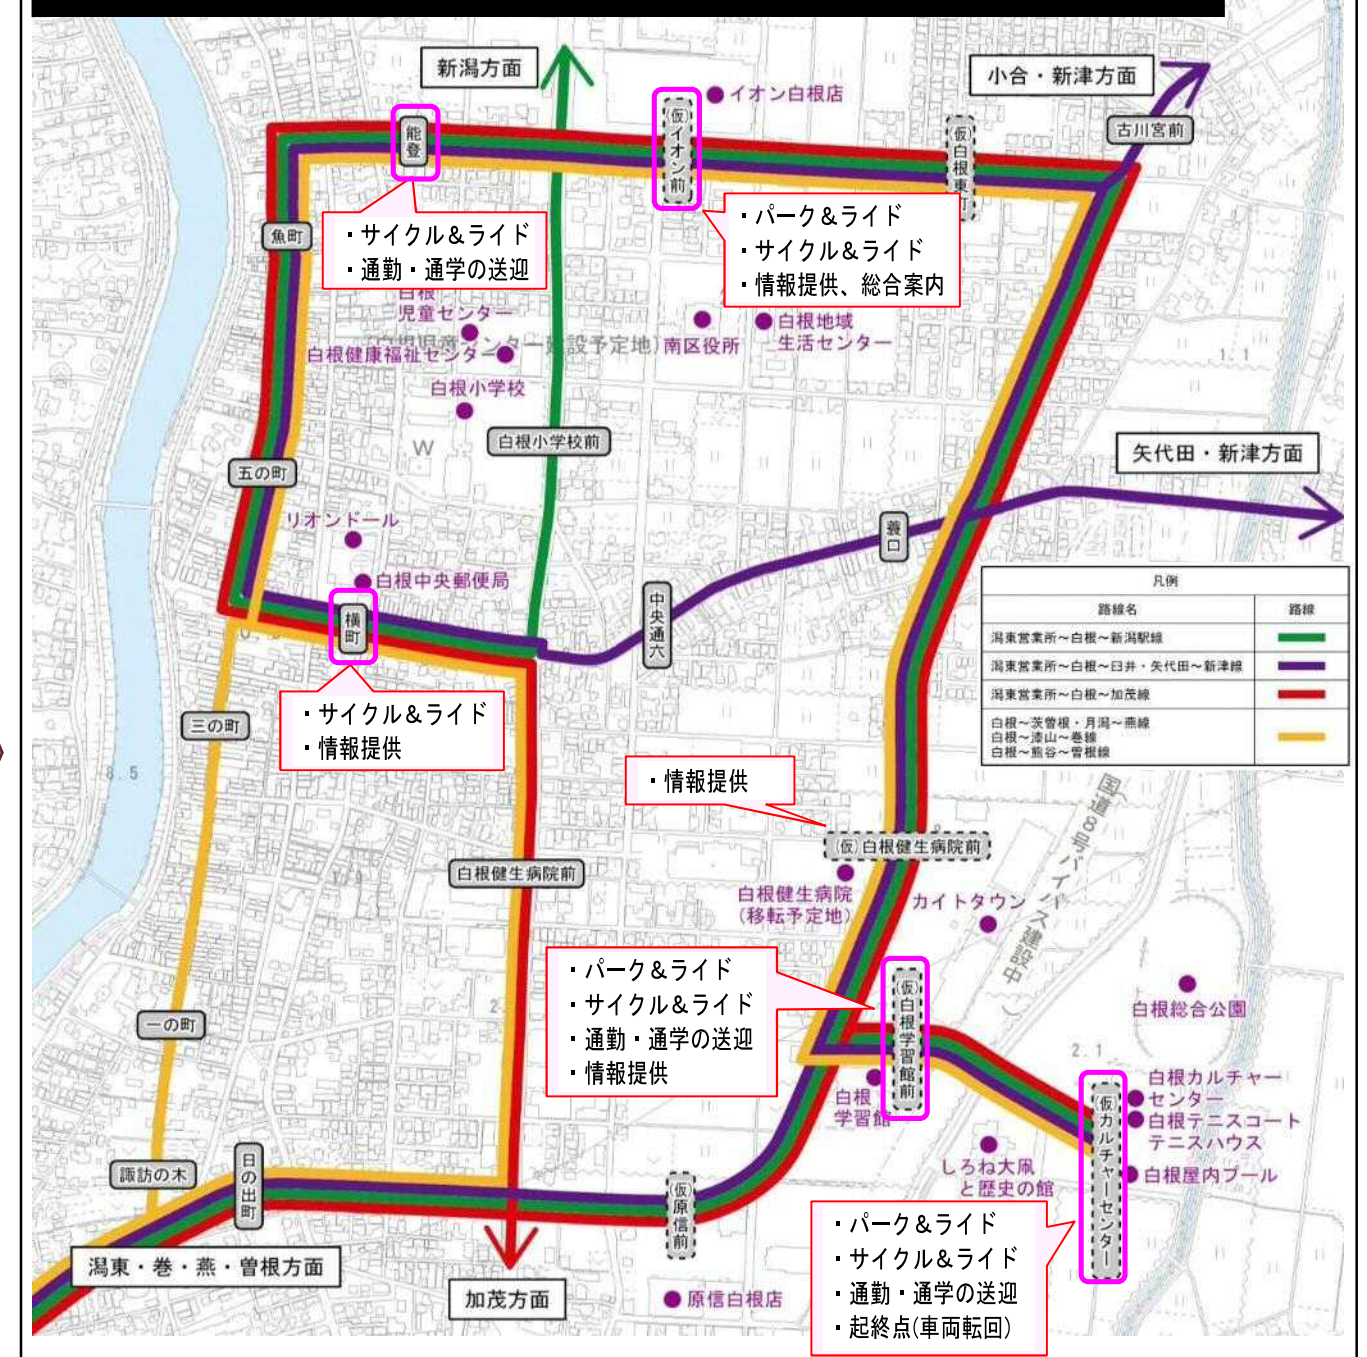 新潟方面
小合・新津方面
イオン白根店
能登
(仮)イオン前
(仮)白根東町
古川宮前
・パーク＆ライド
・サイクル＆ライド
・情報提供、総合案内
・サイクル＆ライド
・通勤・通学の送迎
魚町
白根
児童センター
白根健康福祉センター
南区役所
白根地域
生活センター
白根小学校
白根小学校前
1.1
W
矢代田・新津方面
五の町
リオンドール
白根中央郵便局
横町
中央通六
蓑口
凡例
路線名
路線
潟東営業所～白根～新潟駅線
潟東営業所～白根～臼井・矢代田～新津線
潟東営業所～白根～加茂線
白根～茨曽根・月潟～燕線
白根～漆山～巻線
白根～熊谷～曽根線
・サイクル＆ライド
・情報提供
三の町
8.5
・情報提供
国道8号バイパス建設中)
(仮)白根健生病院前
白根健生病院前
白根健生病院
(移転予定地)
カイトタウン
・パーク＆ライド
・サイクル＆ライド
・通勤・通学の送迎
・情報提供
(仮)白根学習館前
白根総合公園
一の町
2.1
白根
学習館
白根カルチャー
センター
白根テニスコート
テニスハウス
白根屋内プール
(仮)カルチャーセンター
しろね大凧
と歴史の館
諏訪の木
日の出町
(仮)原信前
・パーク＆ライド
・サイクル＆ライド
・通勤・通学の送迎
・起終点(車両転回)
潟東・巻・燕・曽根方面
加茂方面
原信白根店